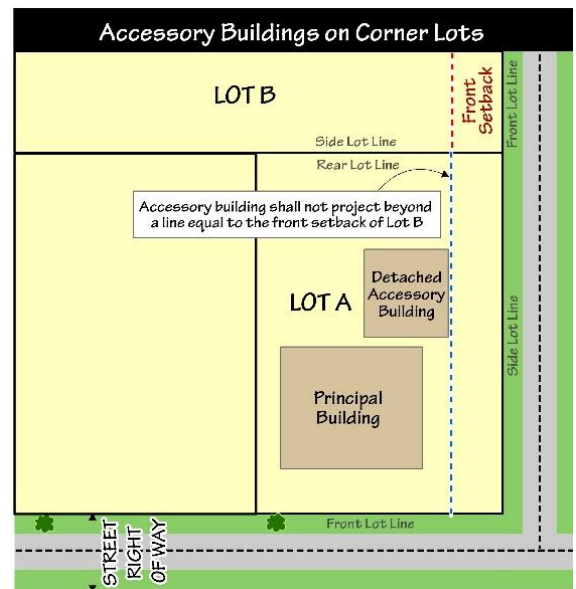 Accessory Buildings on Corner Lots
LOT B
Front
Setback
Front Lot Line
Side Lot Line
Rear Lot Line
Accessory building shall not project beyond
a line equal to the front setback of Lot B
Detached
Accessory
Building
LOT A
Side Lot Line
Principal
Building
Front Lot Line
STREET
RIGHT
OF WAY